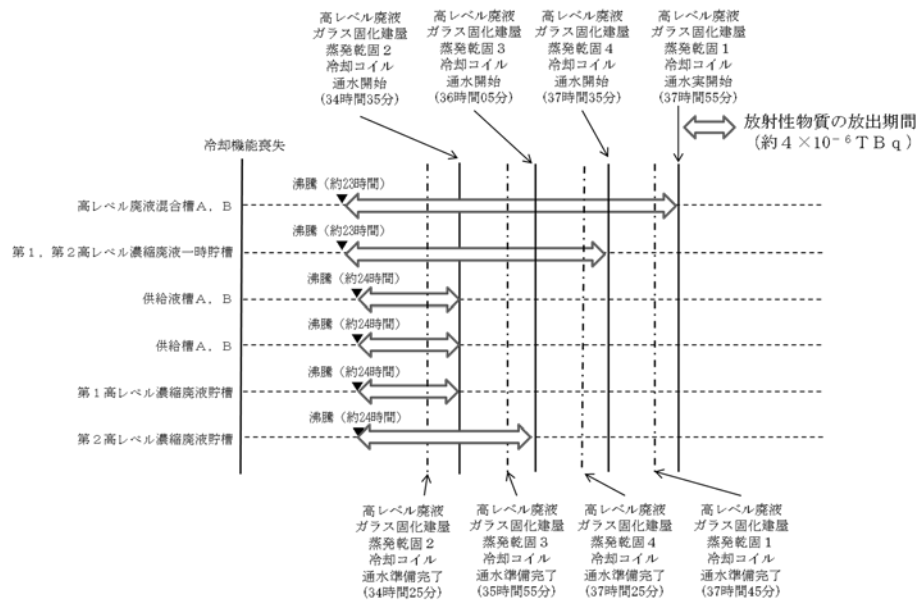 高レベル廃液
ガラス固化建屋
蒸発乾固2
冷却コイル
通水開始
(34時間35分)
高レベル廃液
ガラス固化建屋
蒸発乾固3
冷却コイル
通水開始
(36時間05分)
高レベル廃液
ガラス固化建屋
蒸発乾固4
冷却コイル
通水開始
(37時間35分)
高レベル廃液
ガラス固化建屋
蒸発乾固1
冷却コイル
通水実開始
(37時間55分)
放射性物質の放出期間
(約4×10⁻⁶TBq)
冷却機能喪失
沸騰(約23時間)
高レベル廃液混合槽A,B
沸騰(約23時間)
第1,第2高レベル濃縮廃液一時貯槽
沸騰(約24時間)
供給液槽A,B
沸騰(約24時間)
供給槽A,B
沸騰(約24時間)
第1高レベル濃縮廃液貯槽
沸騰(約24時間)
第2高レベル濃縮廃液貯槽
高レベル廃液
ガラス固化建屋
蒸発乾固2
冷却コイル
通水準備完了
(34時間25分)
高レベル廃液
ガラス固化建屋
蒸発乾固3
冷却コイル
通水準備完了
(35時間55分)
高レベル廃液
ガラス固化建屋
蒸発乾固4
冷却コイル
通水準備完了
(37時間25分)
高レベル廃液
ガラス固化建屋
蒸発乾固1
冷却コイル
通水準備完了
(37時間45分)